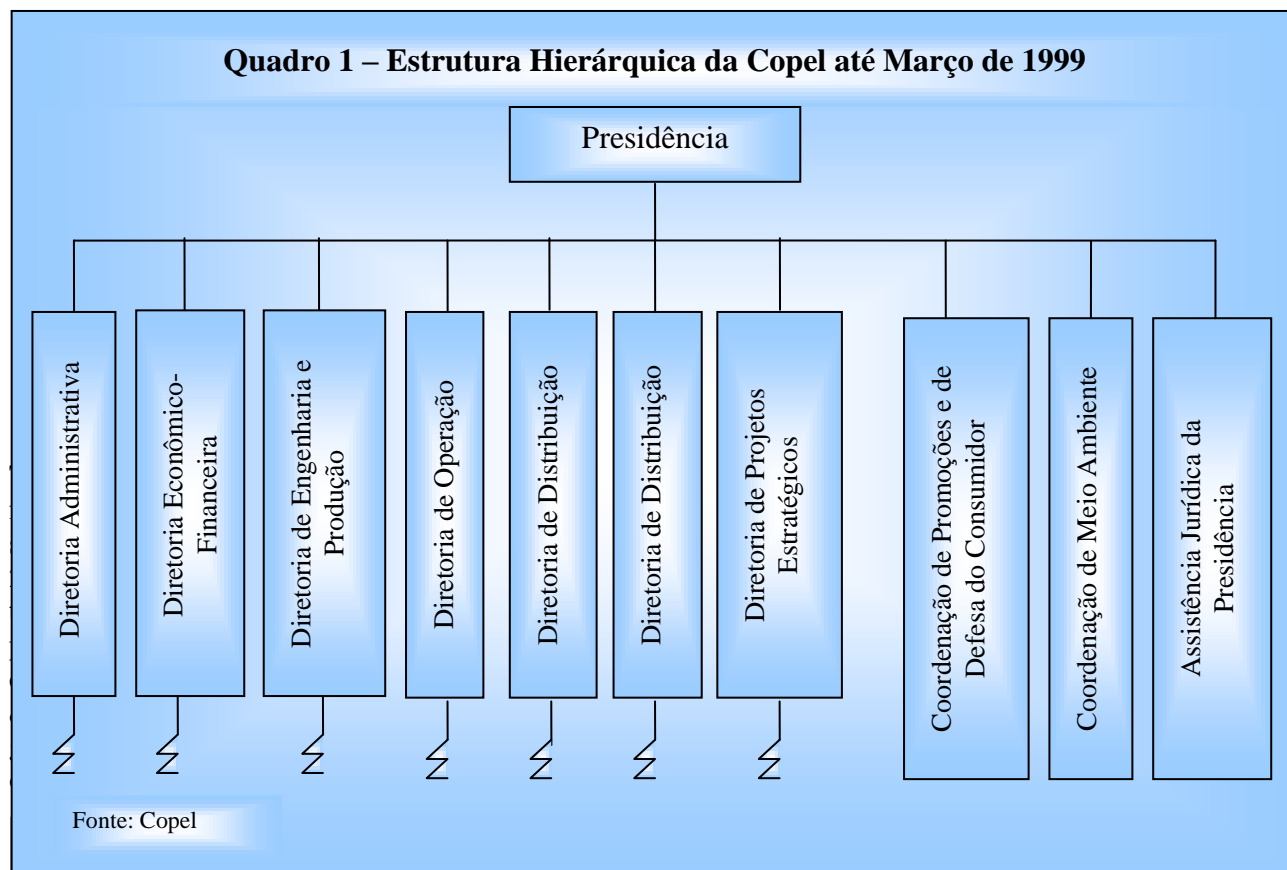 Quadro 1 – Estrutura Hierárquica da Copel até Março de 1999
Presidência
Diretoria Administrativa
Diretoria Econômico-
Financeira
Diretoria de Engenharia e
Produção
Diretoria de Operação
Diretoria de Distribuição
Diretoria de Distribuição
Diretoria de Projetos
Estratégicos
Coordenação de Promoções e de
Defesa do Consumidor
Coordenação de Meio Ambiente
Assistência Jurídica da
Presidência
Fonte: Copel